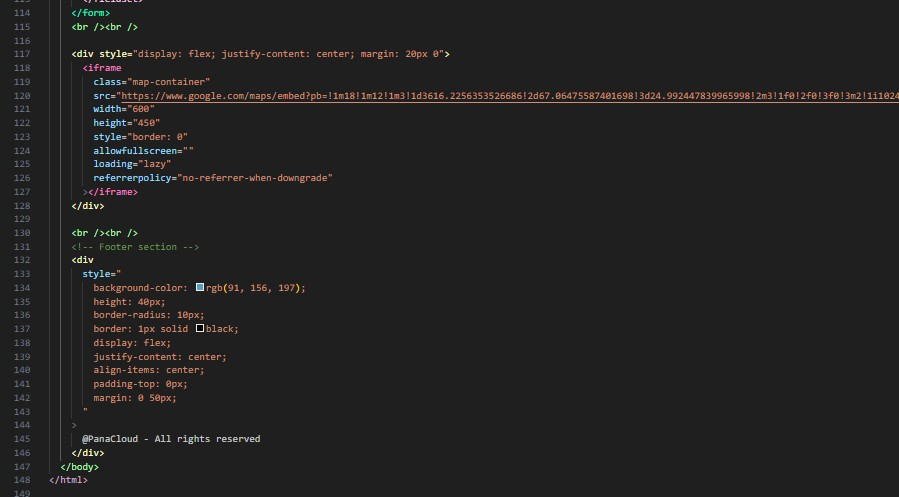 113 </fieldset>
114 </form>
115 <br /><br />
116
117 <div style="display: flex; justify-content: center; margin: 20px 0">
118 <iframe
119 class="map-container"
120 src="https://www.google.com/maps/embed?pb=!1m18!1m12!1m3!1d3616.2256353526686!2d67.06475587401698!3d24.992447839965998!2m3!1f0!2f0!3f0!3m2!1i1024
121 width="600"
122 height="450"
123 style="border: 0"
124 allowfullscreen=""
125 loading="lazy"
126 referrerpolicy="no-referrer-when-downgrade"
127 ></iframe>
128 </div>
129
130 <br /><br />
131 <!-- Footer section -->
132 <div
133 style="
134 background-color: rgb(91, 156, 197);
135 height: 40px;
136 border-radius: 10px;
137 border: 1px solid black;
138 display: flex;
139 justify-content: center;
140 align-items: center;
141 padding-top: 0px;
142 margin: 0 50px;
143 "
144 >
145 @PanaCloud - All rights reserved
146 </div>
147 </body>
148 </html>
149